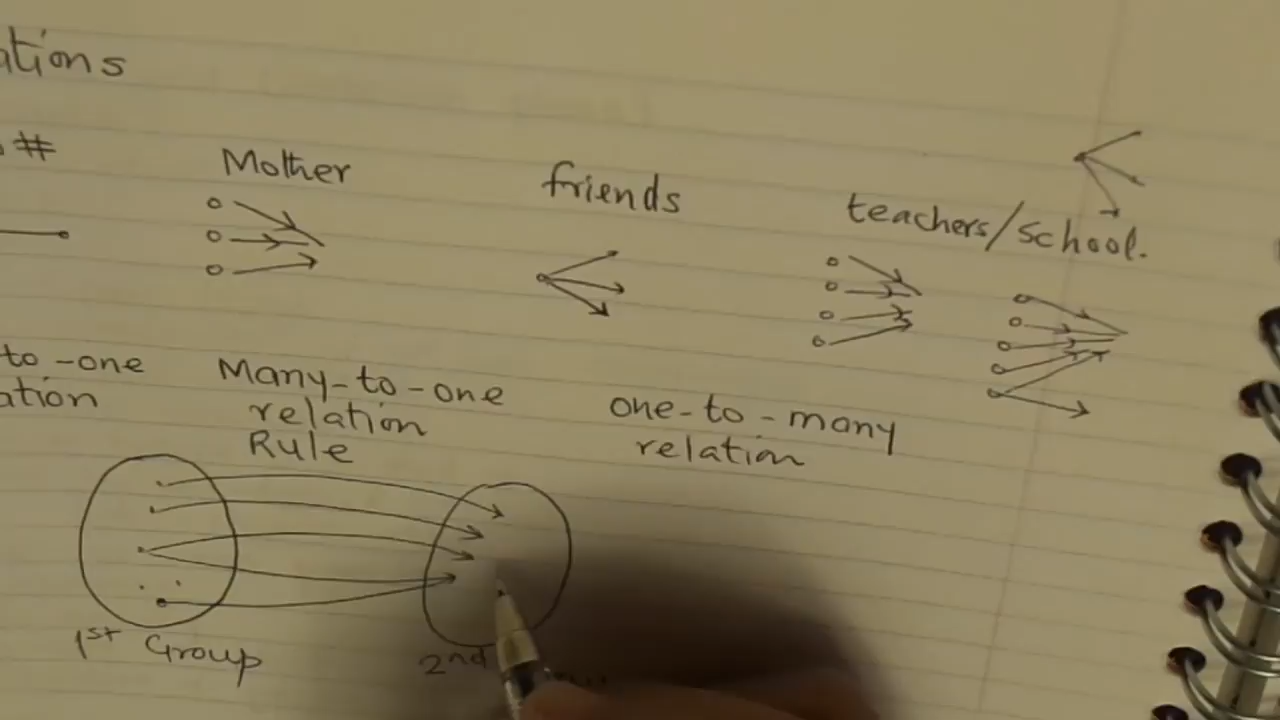 ations
#
Mother
friends
teachers/school.
to-one
ation
Many-to-one
relation
Rule
one-to-many
relation
1st Group
2nd